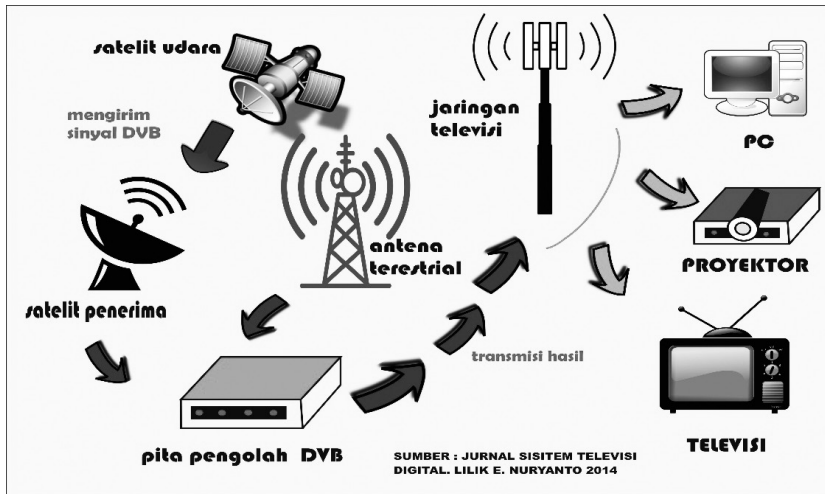 satelit udara
mengirim
sinyal DVB
satelit penerima
antena
terestrial
pita pengolah DVB
transmisi hasil
jaringan
televisi
PC
PROYEKTOR
TELEVISI
SUMBER : JURNAL SISITEM TELEVISI
DIGITAL. LILIK E. NURYANTO 2014